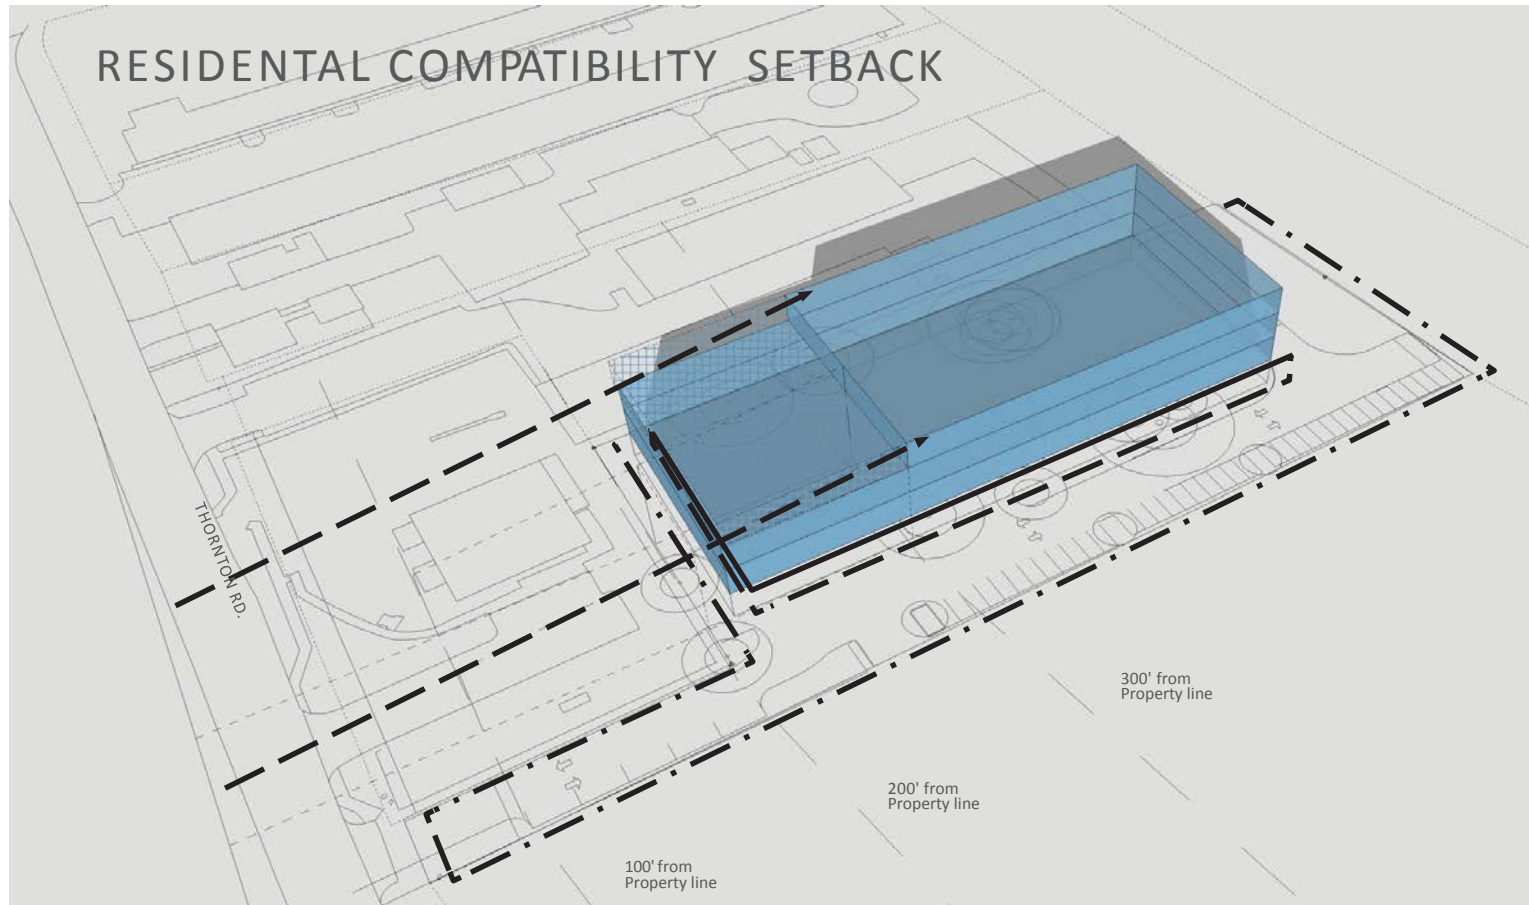 RESIDENTAL COMPATIBILITY SETBACK
THORNTON RD.
300' from
Property line
200' from
Property line
100' from
Property line